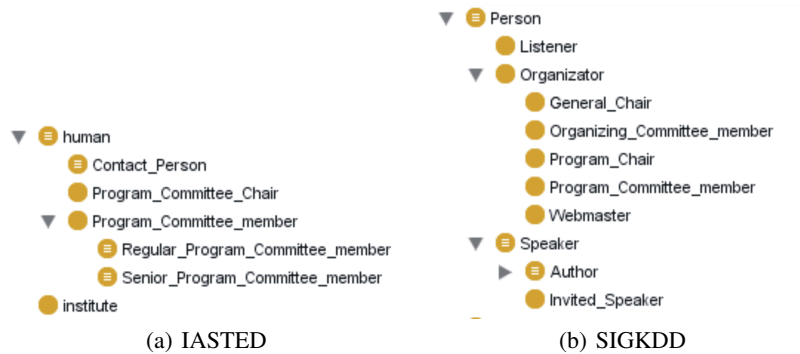 human
Contact_Person
Program_Committee_Chair
Program_Committee_member
Regular_Program_Committee_member
Senior_Program_Committee_member
institute
(a) IASTED
Person
Listener
Organizator
General_Chair
Organizing_Committee_member
Program_Chair
Program_Committee_member
Webmaster
Speaker
Author
Invited_Speaker
(b) SIGKDD